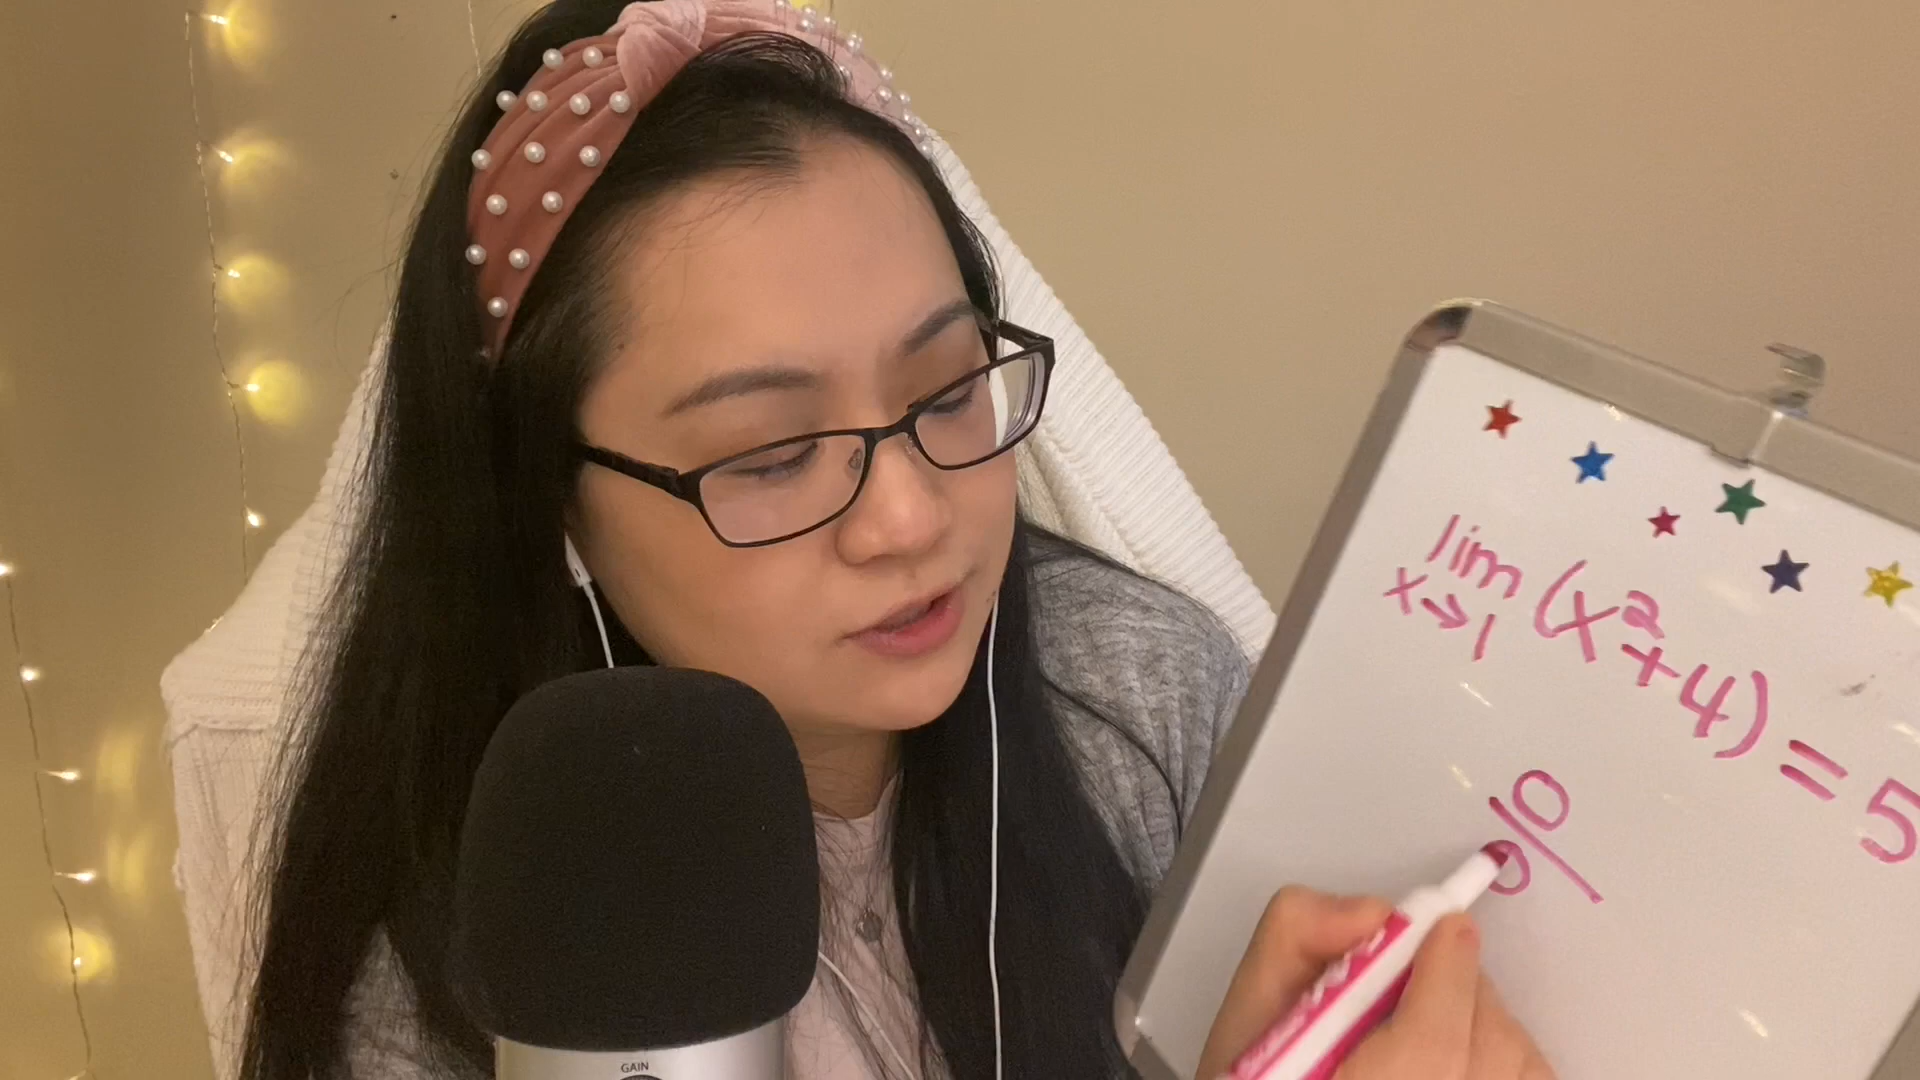 lim (x² + 4) = 5
x → 1
0
0
GAIN